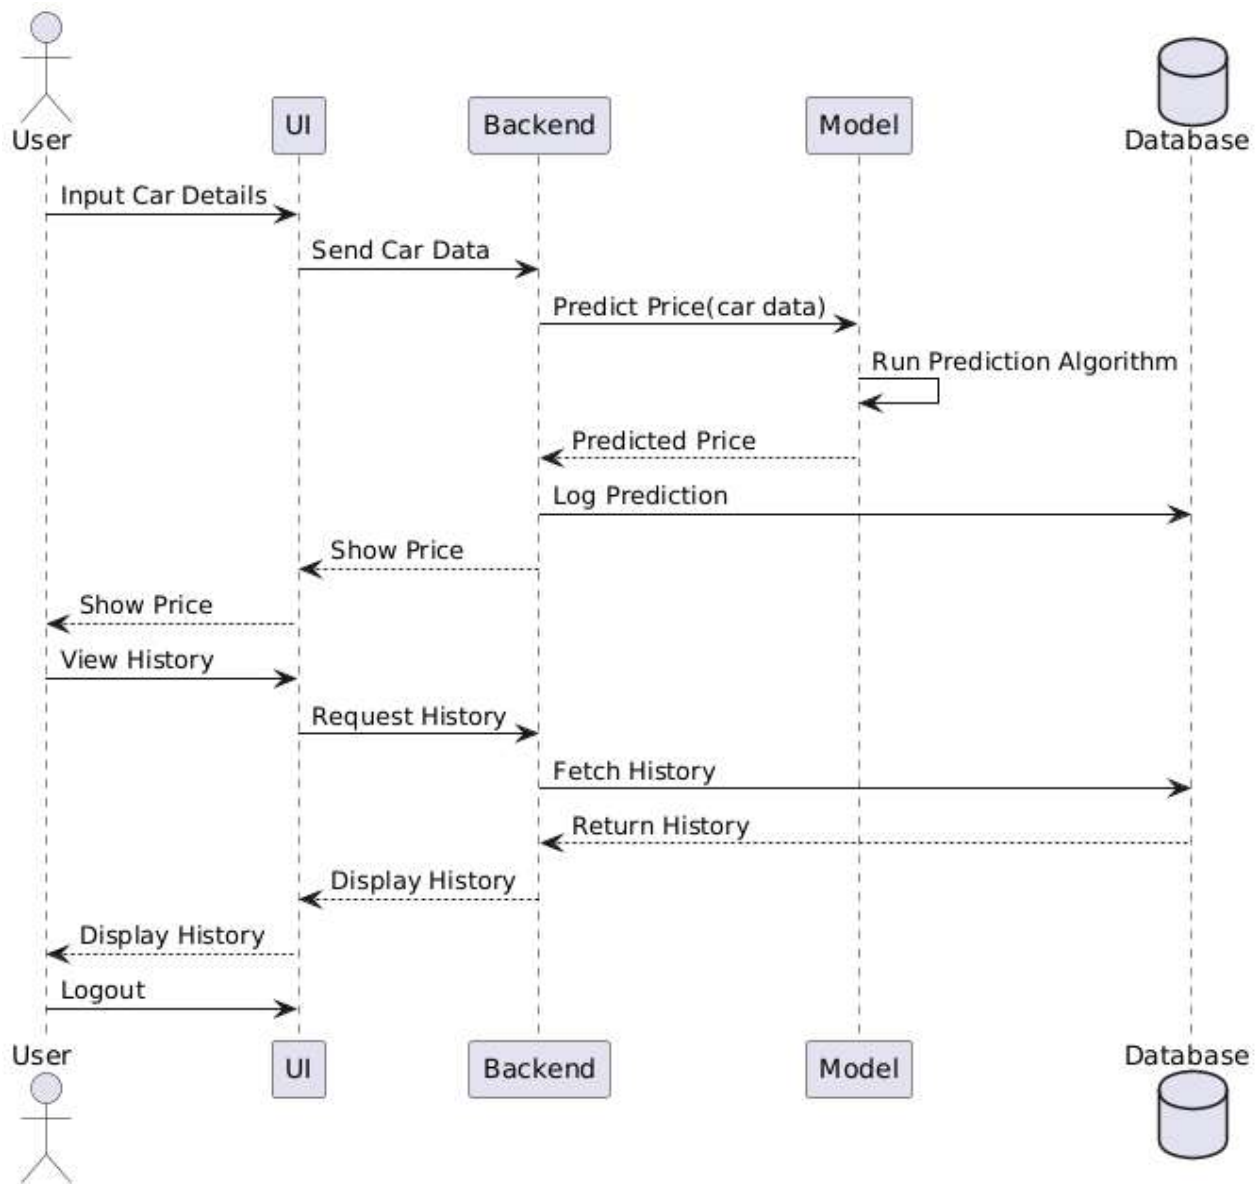 User
UI
Backend
Model
Database
Input Car Details
Send Car Data
Predict Price(car data)
Run Prediction Algorithm
Predicted Price
Log Prediction
Show Price
Show Price
View History
Request History
Fetch History
Return History
Display History
Display History
Logout
User
UI
Backend
Model
Database